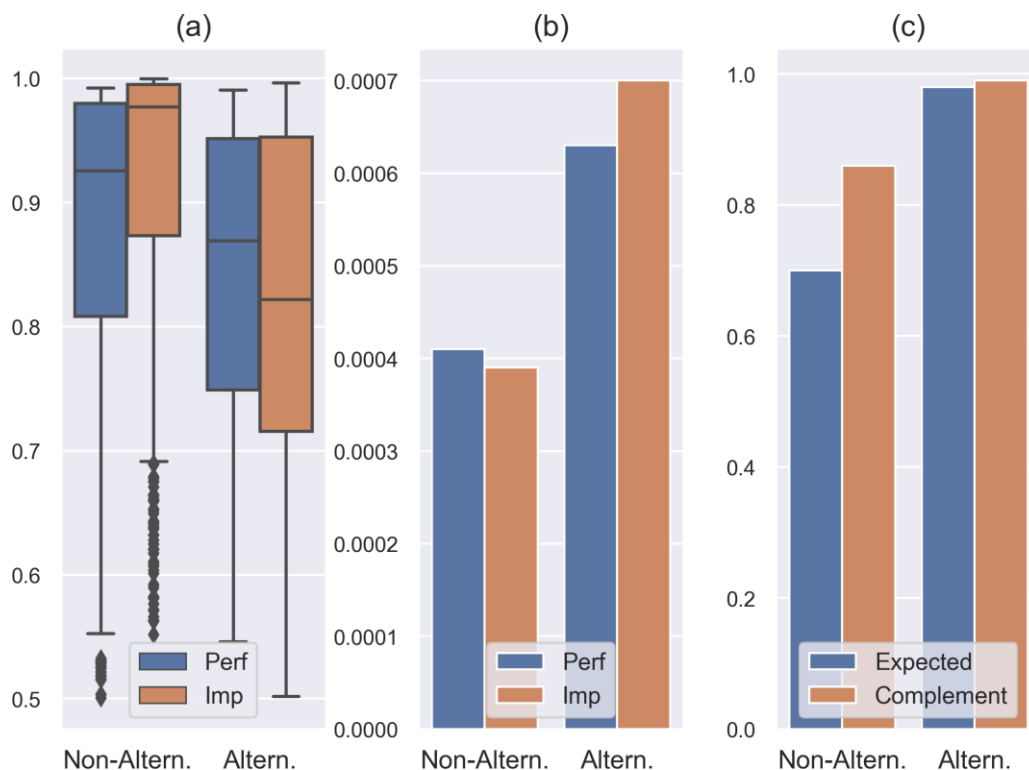 (a)
1.0
0.9
0.8
0.7
0.6
0.5
Perf
Imp
Non-Altern. Altern.
(b)
0.0007
0.0006
0.0005
0.0004
0.0003
0.0002
0.0001
0.0000
Perf
Imp
Non-Altern. Altern.
(c)
1.0
0.8
0.6
0.4
0.2
0.0
Expected
Complement
Non-Altern. Altern.